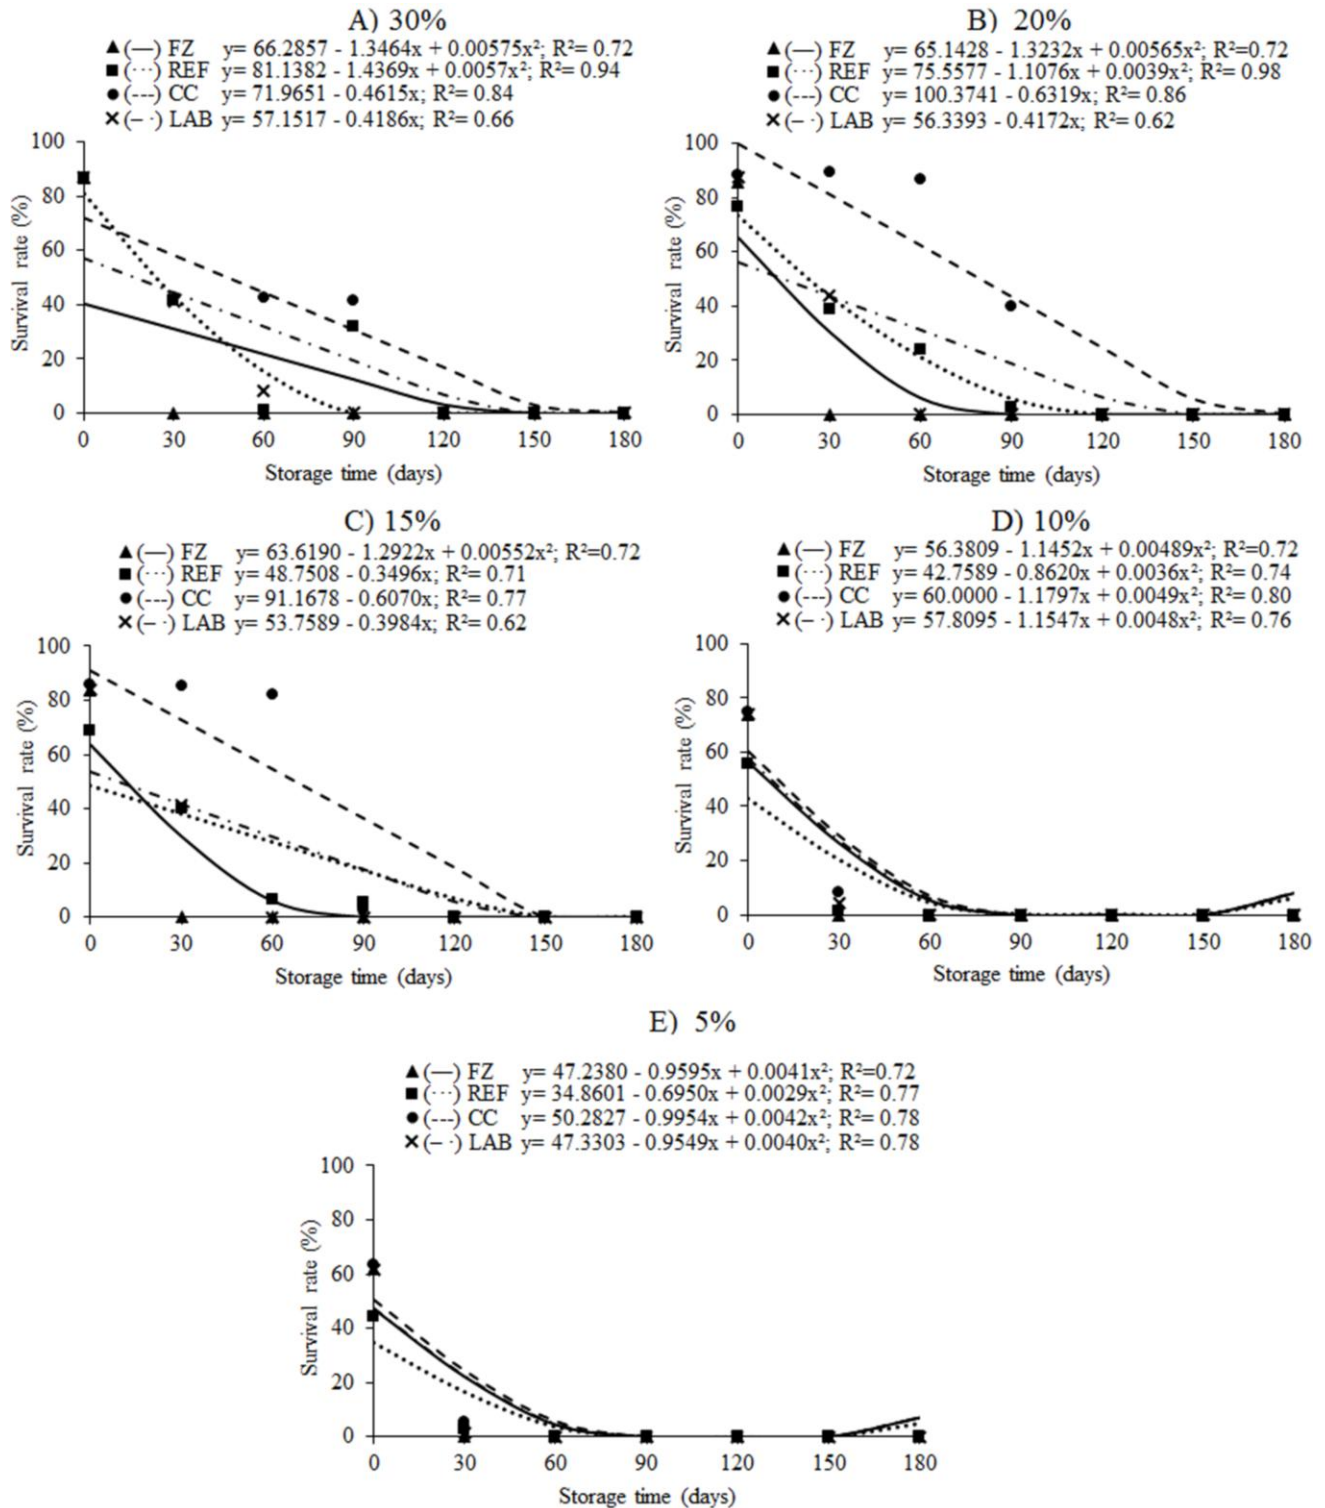 A) 30%
▲(—) FZ y= 66.2857 - 1.3464x + 0.00575x²; R²= 0.72
■(···) REF y= 81.1382 - 1.4369x + 0.0057x²; R²= 0.94
●(---) CC y= 71.9651 -0.4615x; R²= 0.84
×(– ·) LAB y= 57.1517 - 0.4186x; R²= 0.66
100
80
60
40
20
0
Survival rate (%)
0 30 60 90 120 150 180
Storage time (days)
B) 20%
▲(—) FZ y= 65.1428 - 1.3232x + 0.00565x²; R²=0.72
■(···) REF y= 75.5577 -1.1076x + 0.0039x²; R²= 0.98
●(---) CC y= 100.3741 -0.6319x; R²= 0.86
×(– ·) LAB y= 56.3393 -0.4172x; R²= 0.62
100
80
60
40
20
0
Survival rate (%)
0 30 60 90 120 150 180
Storage time (days)
C) 15%
▲(—) FZ y= 63.6190 - 1.2922x + 0.00552x²; R²=0.72
■(···) REF y= 48.7508 -0.3496x; R²= 0.71
●(---) CC y= 91.1678 -0.6070x; R²= 0.77
×(– ·) LAB y= 53.7589 -0.3984x; R²= 0.62
100
80
60
40
20
0
Survival rate (%)
0 30 60 90 120 150 180
Storage time (days)
D) 10%
▲(—) FZ y= 56.3809 - 1.1452x + 0.00489x²; R²=0.72
■(···) REF y= 42.7589 -0.8620x + 0.0036x²; R²= 0.74
●(---) CC y= 60.0000 -1.1797x + 0.0049x²; R²= 0.80
×(– ·) LAB y= 57.8095 -1.1547x + 0.0048x²; R²= 0.76
100
80
60
40
20
0
Survival rate (%)
0 30 60 90 120 150 180
Storage time (days)
E) 5%
▲(—) FZ y= 47.2380 - 0.9595x + 0.0041x²; R²=0.72
■(···) REF y= 34.8601 -0.6950x + 0.0029x²; R²= 0.77
●(---) CC y= 50.2827 -0.9954x + 0.0042x²; R²= 0.78
×(– ·) LAB y= 47.3303 -0.9549x + 0.0040x²; R²= 0.78
100
80
60
40
20
0
Survival rate (%)
0 30 60 90 120 150 180
Storage time (days)